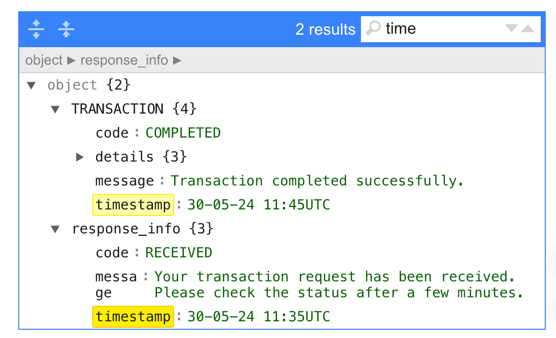 2 results time
object ▶ response_info ▶
▼ object {2}
▼ TRANSACTION {4}
code : COMPLETED
▶ details {3}
message : Transaction completed successfully.
timestamp : 30-05-24 11:45UTC
▼ response_info {3}
code : RECEIVED
messa : Your transaction request has been received.
ge Please check the status after a few minutes.
timestamp : 30-05-24 11:35UTC